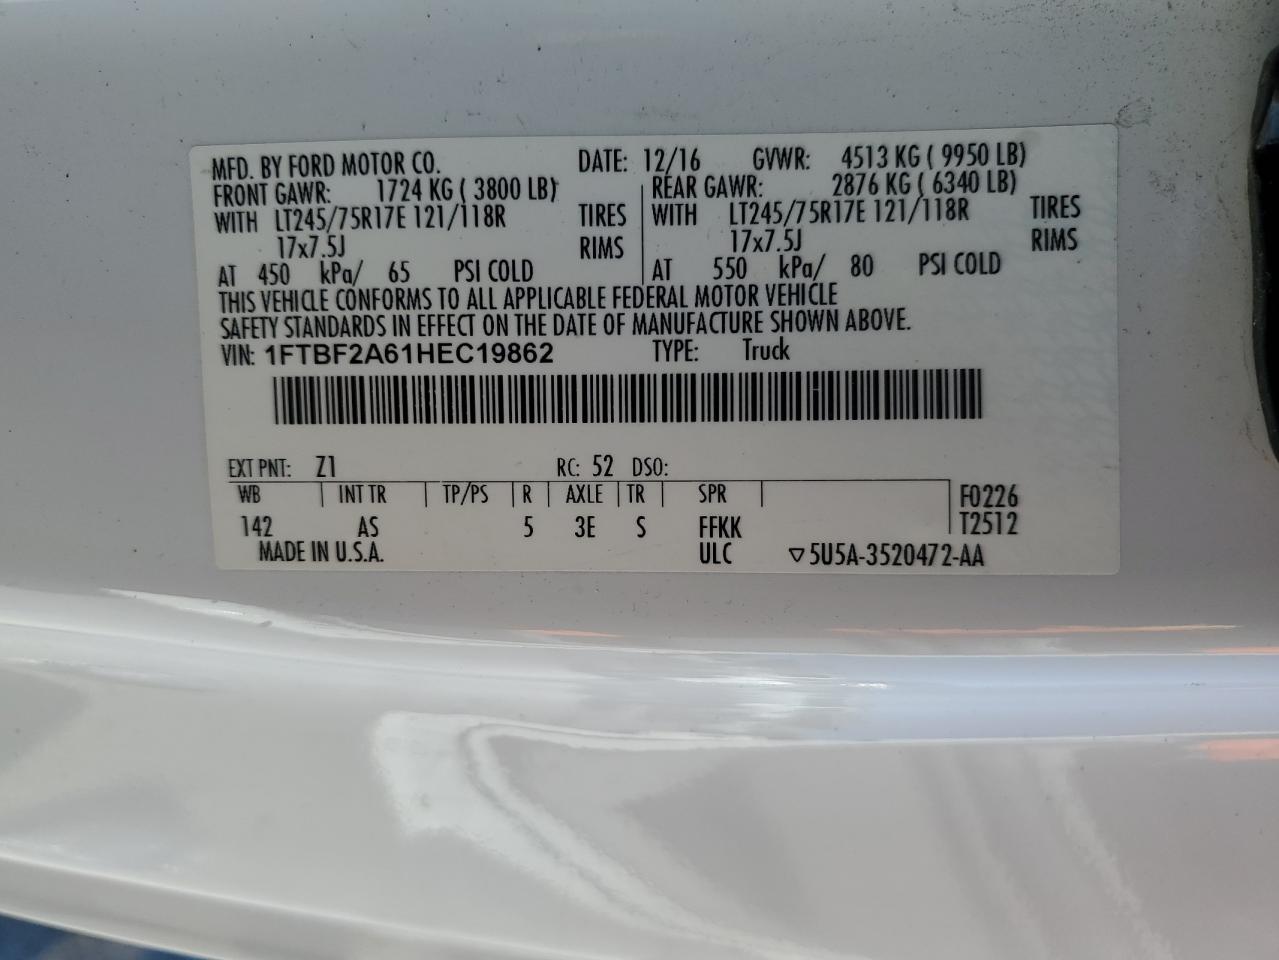 MFD. BY FORD MOTOR CO. DATE: 12/16 GVWR: 4513 KG ( 9950 LB)
FRONT GAWR: 1724 KG ( 3800 LB) REAR GAWR: 2876 KG ( 6340 LB)
WITH LT245/75R17E 121/118R TIRES WITH LT245/75R17E 121/118R TIRES
17x7.5J RIMS 17x7.5J RIMS
AT 450 kPa/ 65 PSI COLD AT 550 kPa/ 80 PSI COLD
THIS VEHICLE CONFORMS TO ALL APPLICABLE FEDERAL MOTOR VEHICLE
SAFETY STANDARDS IN EFFECT ON THE DATE OF MANUFACTURE SHOWN ABOVE.
VIN: 1FTBF2A61HEC19862 TYPE: Truck
EXT PNT: Z1 RC: 52 DSO:
WB INT TR TP/PS R AXLE TR SPR F0226
142 AS 5 3E S FFKK T2512
MADE IN U.S.A. ULC ▽5U5A-3520472-AA